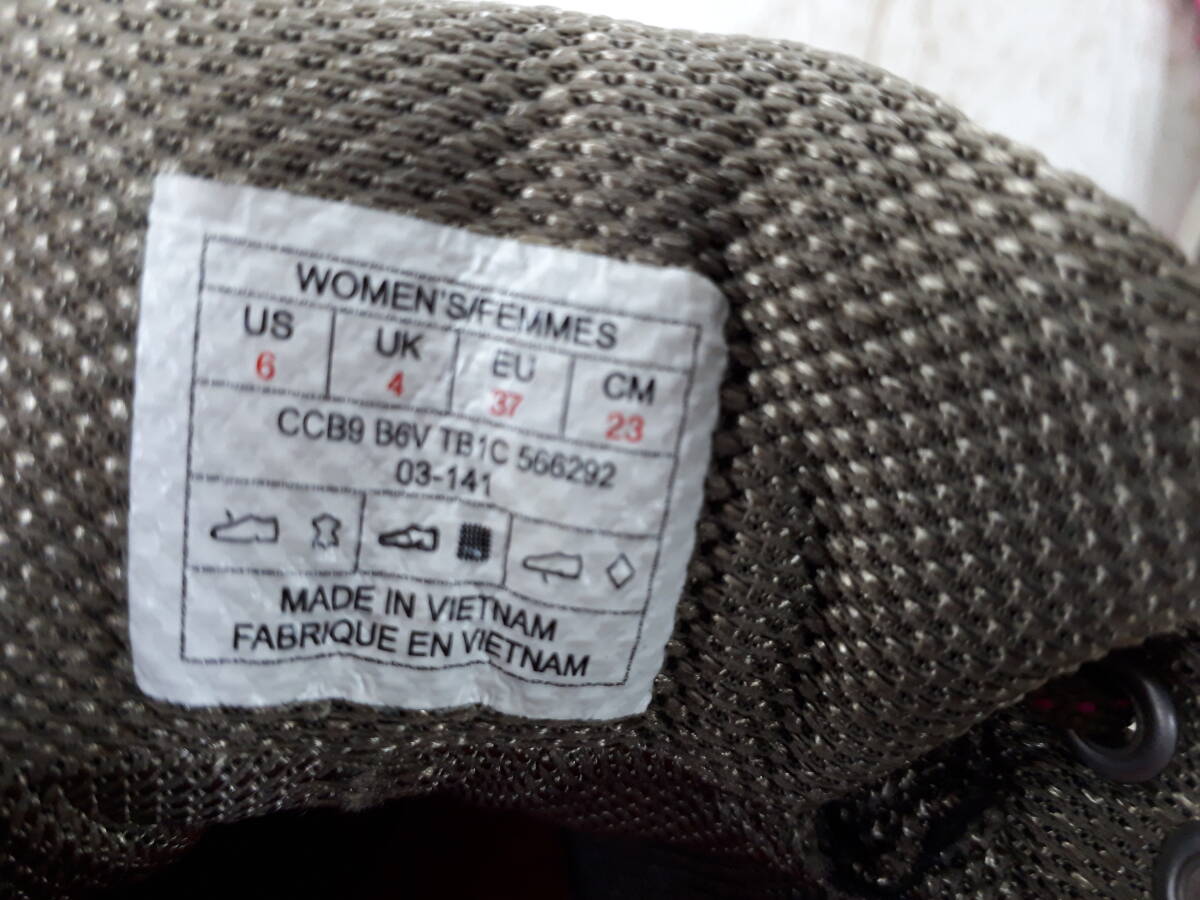 WOMEN'S/FEMMES
US UK EU CM
6 4 37 23
CCB9 B6V TB1C 566292
03-141
MADE IN VIETNAM
FABRIQUE EN VIETNAM